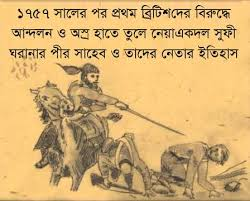 ১৭৫৭ সালের পর প্রথম ব্রিটিশদের বিরুদ্ধে
আন্দলন ও অস্ত্র হাতে তুলে নেয়াএকদল সুফী
ঘরানার পীর সাহেব ও তাদের নেতার ইতিহাস